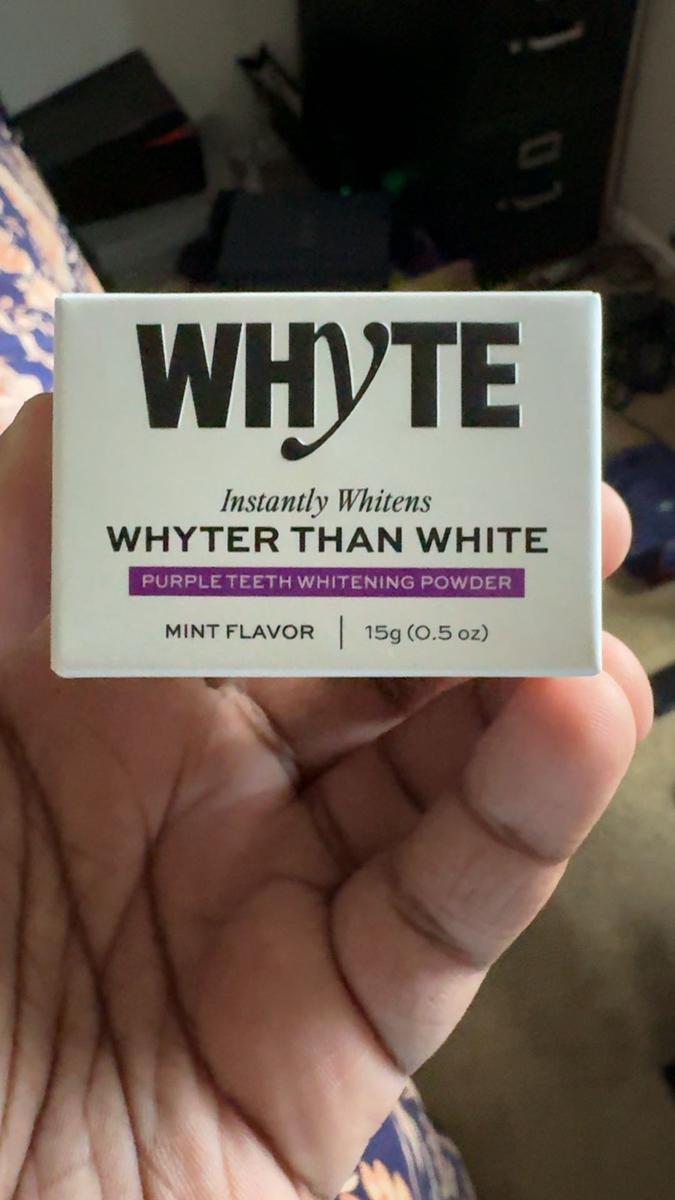 WHYTE
Instantly Whitens
WHYTER THAN WHITE
PURPLE TEETH WHITENING POWDER
MINT FLAVOR | 15g (0.5 oz)